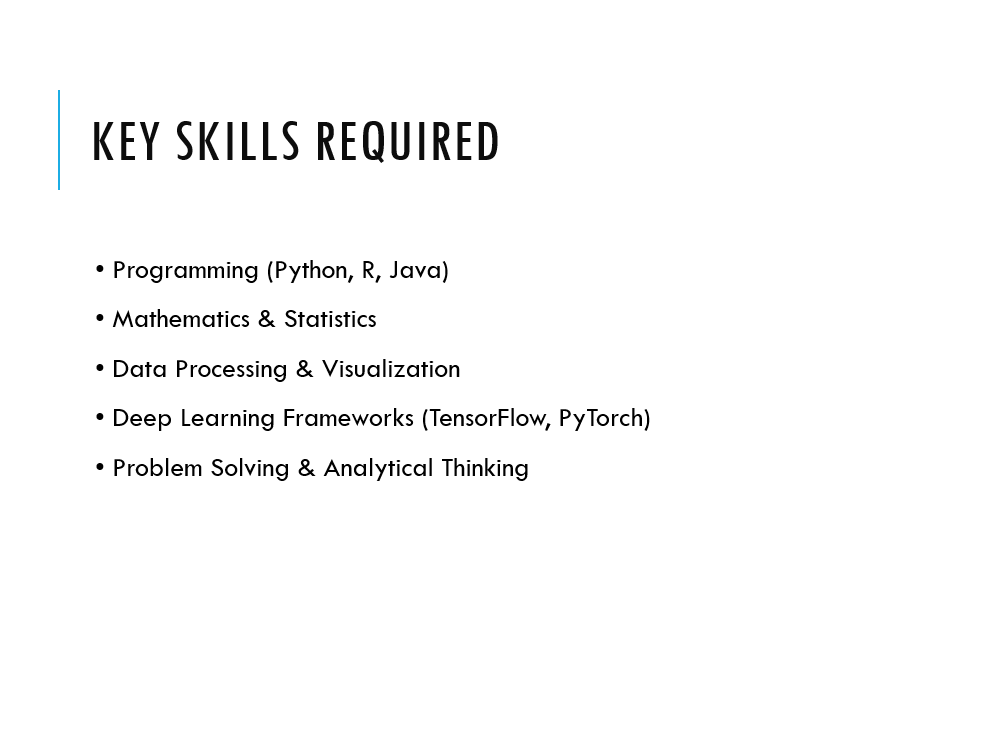 KEY SKILLS REQUIRED
• Programming (Python, R, Java)
• Mathematics & Statistics
• Data Processing & Visualization
• Deep Learning Frameworks (TensorFlow, PyTorch)
• Problem Solving & Analytical Thinking